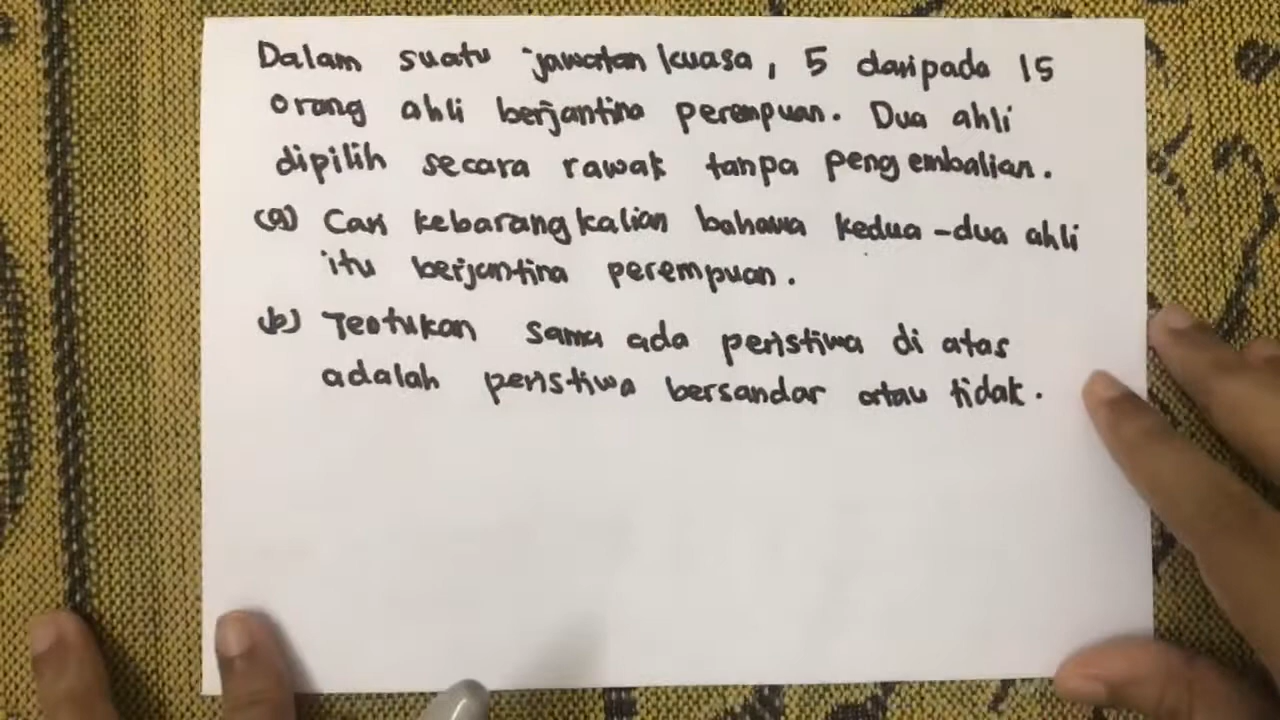 Dalam suatu jawatan kuasa, 5 daripada 15
orang ahli berjantina perempuan. Dua ahli
dipilih secara rawak tanpa pengembalian.
(a) Cari kebarangkalian bahawa kedua-dua ahli
itu berjantina perempuan.
(b) Tentukan sama ada peristiwa di atas
adalah peristiwa bersandar atau tidak.